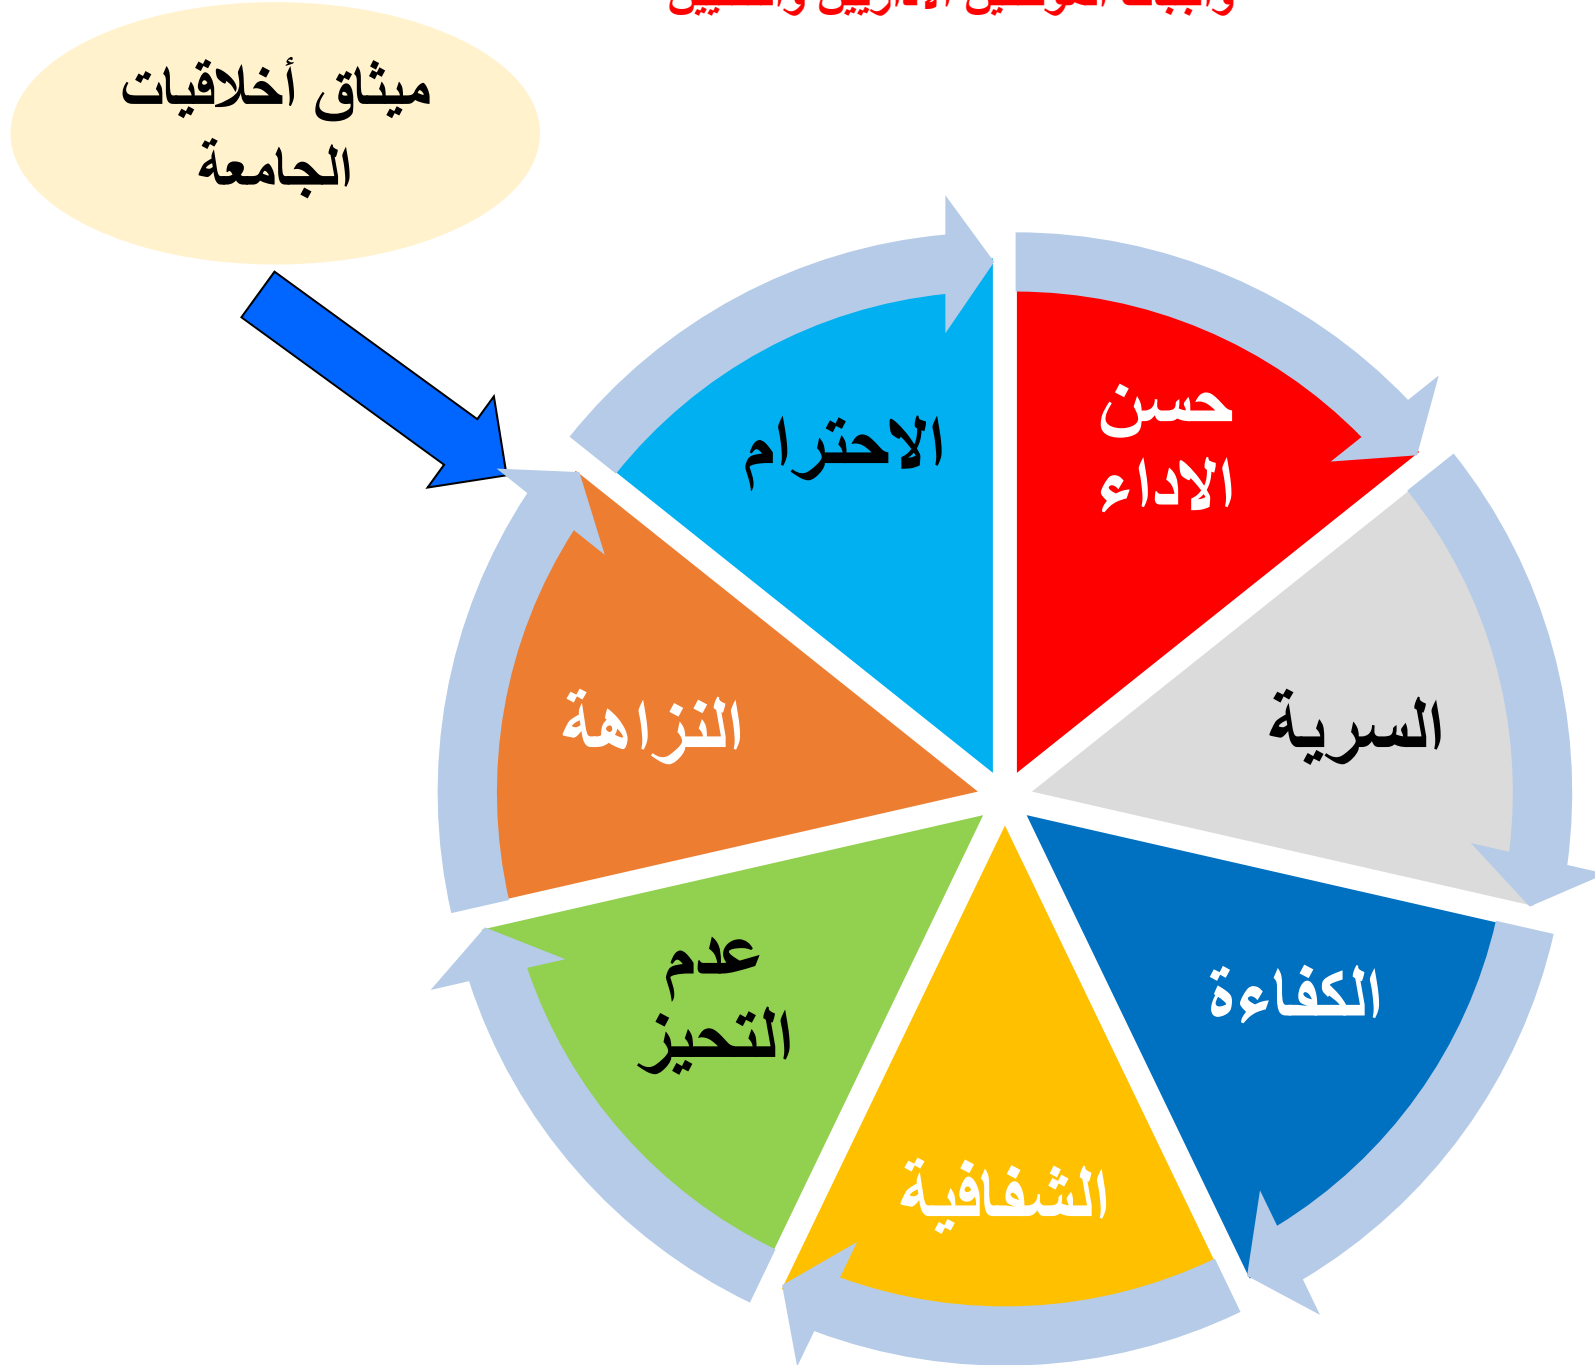 ميثاق أخلاقيات
الجامعة
حسن
الاداء
السرية
الكفاءة
الشفافية
عدم
التحيز
النزاهة
الاحترام